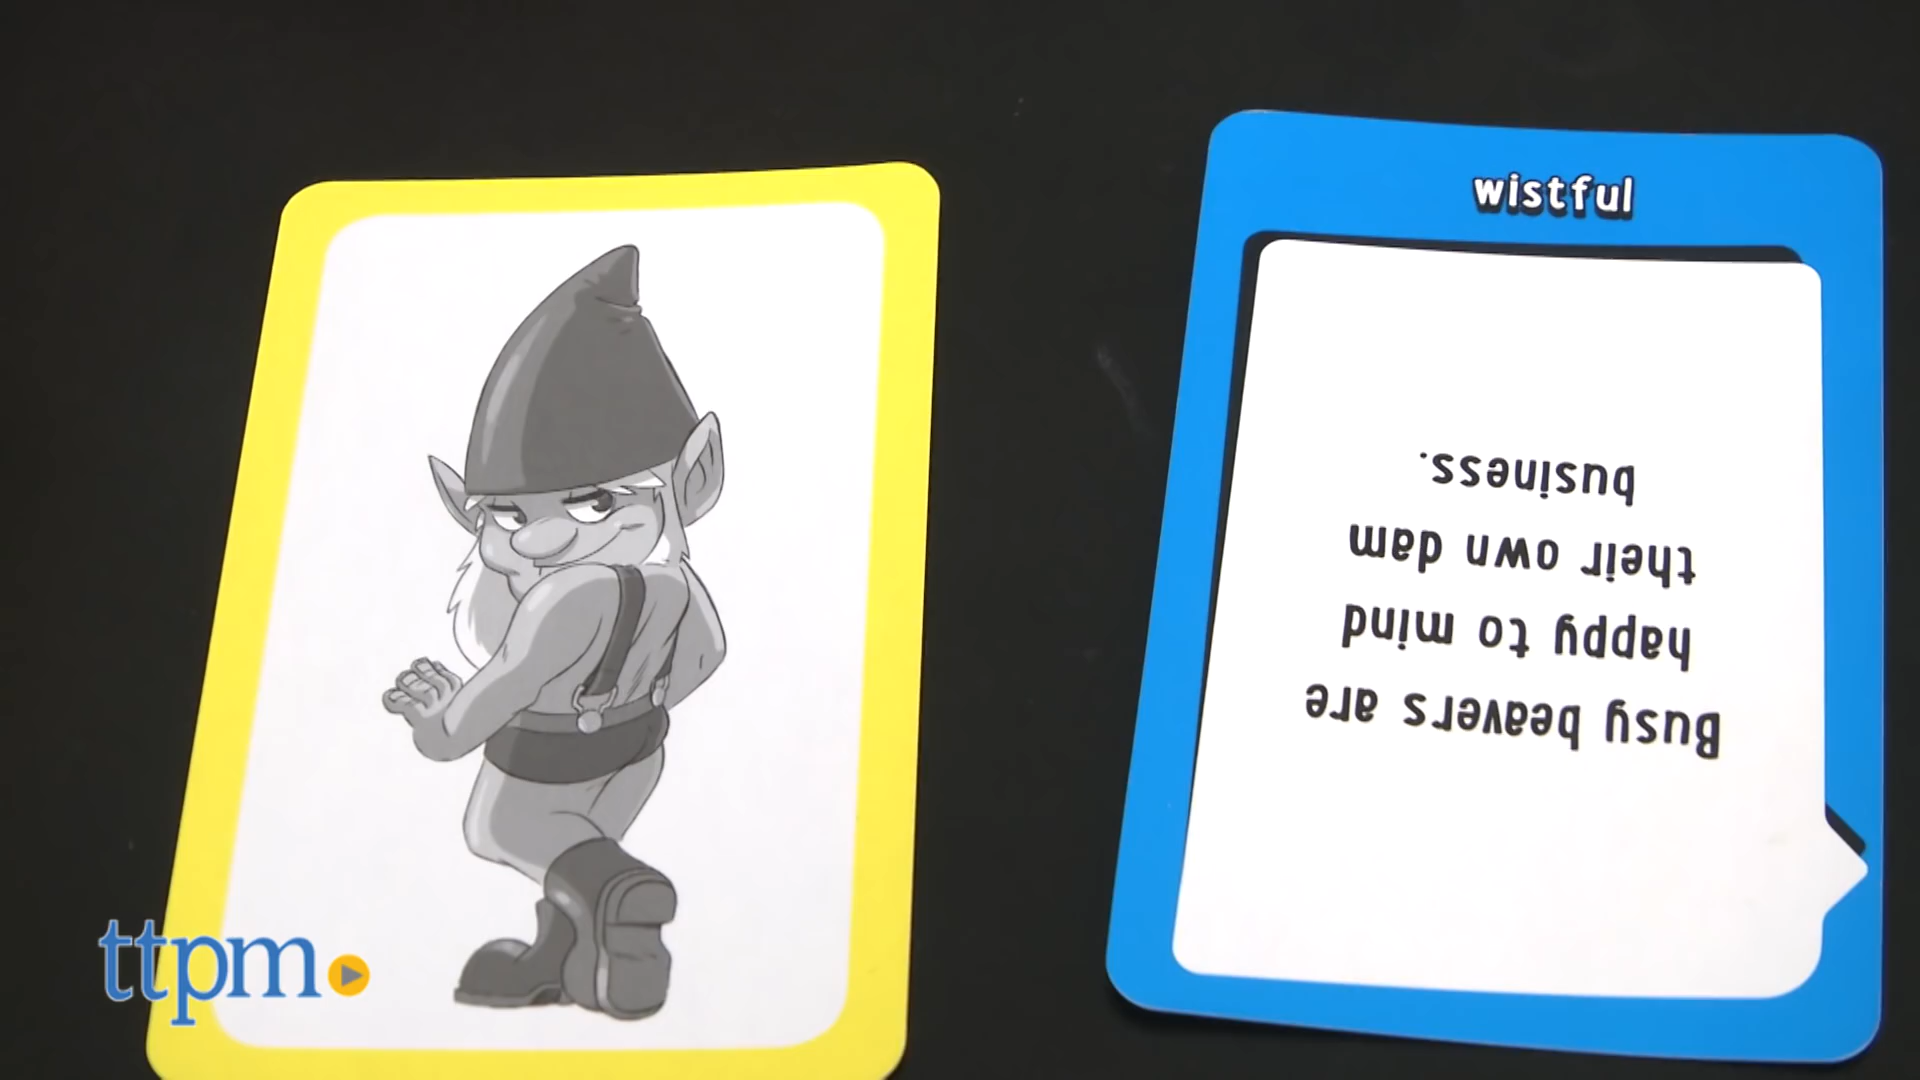 wistful
Busy beavers are
happy to mind
their own dam
business.
ttpm